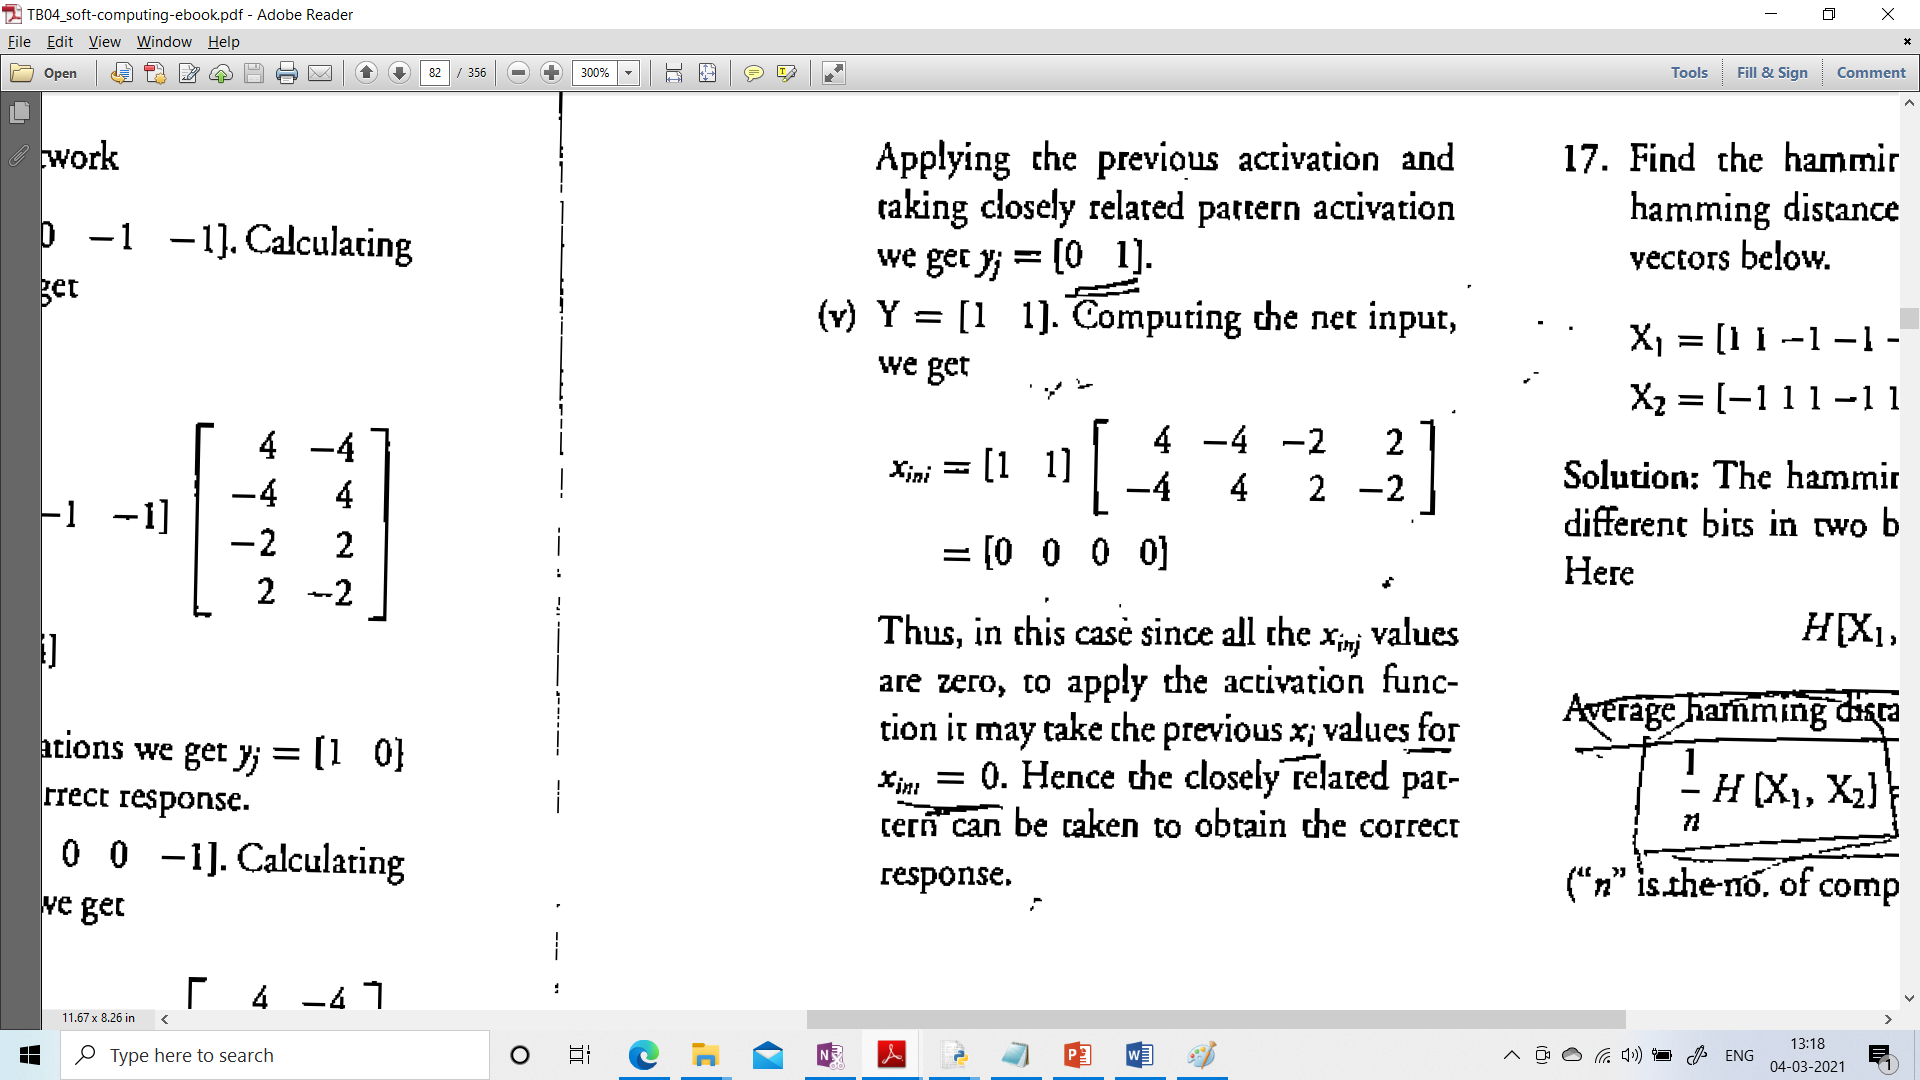 TB04_soft-computing-ebook.pdf - Adobe Reader
File Edit View Window Help
Open 82 / 356 300% Tools Fill & Sign Comment
work
0 −1 −1]. Calculating
get
−1 −1] [ 4 −4
−4 4
−2 2
2 −2 ]
]
ations we get yj = [1 0]
rrect response.
0 0 −1]. Calculating
we get
[ 4 −4 ]
Applying the previous activation and
taking closely related pattern activation
we get yj = [0 1].
(v) Y = [1 1]. Computing the net input,
we get
xini = [1 1] [ 4 −4 −2 2
−4 4 2 −2 ]
= [0 0 0 0]
Thus, in this case since all the xinj values
are zero, to apply the activation func-
tion it may take the previous xi values for
xini = 0. Hence the closely related pat-
tern can be taken to obtain the correct
response.
17. Find the hammin
hamming distance
vectors below.
X1 = [1 1 −1 −1 −
X2 = [−1 1 1 −1 1
Solution: The hammin
different bits in two b
Here
H[X1,
Average hamming dista
1/n H [X1, X2]
("n" is the no. of comp
11.67 x 8.26 in
Type here to search
ENG
13:18
04-03-2021
1